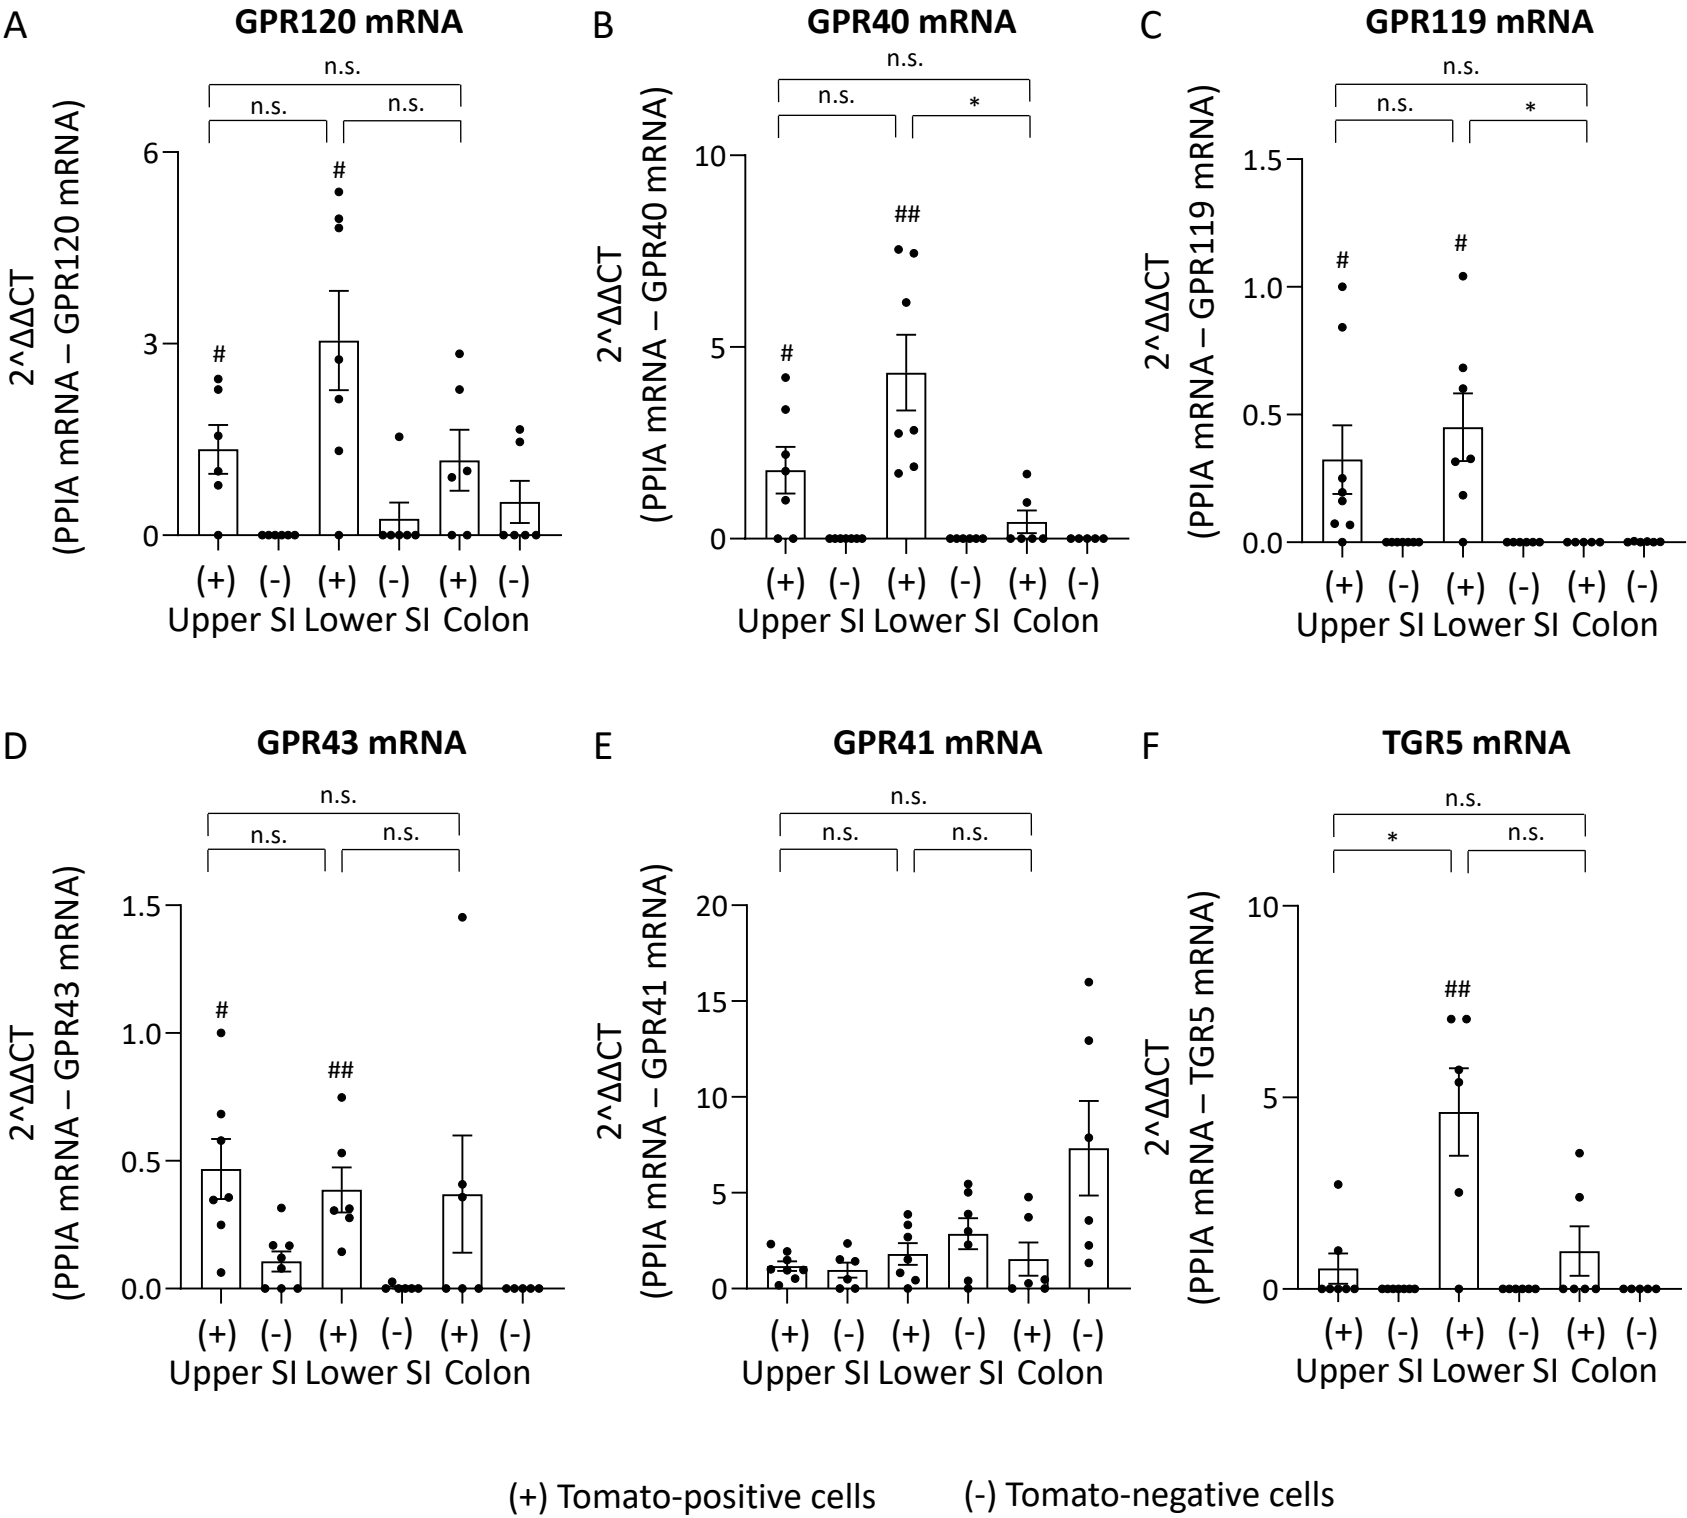 A GPR120 mRNA
n.s.
n.s. n.s.
2^ΔΔCT
(PPIA mRNA – GPR120 mRNA)
6
3
0
# # 
(+) (-) (+) (-) (+) (-)
Upper SI Lower SI Colon
B GPR40 mRNA
n.s.
n.s. *
2^ΔΔCT
(PPIA mRNA – GPR40 mRNA)
10
5
0
# ##
(+) (-) (+) (-) (+) (-)
Upper SI Lower SI Colon
C GPR119 mRNA
n.s.
n.s. *
2^ΔΔCT
(PPIA mRNA – GPR119 mRNA)
1.5
1.0
0.5
0.0
# #
(+) (-) (+) (-) (+) (-)
Upper SI Lower SI Colon
D GPR43 mRNA
n.s.
n.s. n.s.
2^ΔΔCT
(PPIA mRNA – GPR43 mRNA)
1.5
1.0
0.5
0.0
# ##
(+) (-) (+) (-) (+) (-)
Upper SI Lower SI Colon
E GPR41 mRNA
n.s.
n.s. n.s.
2^ΔΔCT
(PPIA mRNA – GPR41 mRNA)
20
15
10
5
0
(+) (-) (+) (-) (+) (-)
Upper SI Lower SI Colon
F TGR5 mRNA
n.s.
* n.s.
2^ΔΔCT
(PPIA mRNA – TGR5 mRNA)
10
5
0
##
(+) (-) (+) (-) (+) (-)
Upper SI Lower SI Colon
(+) Tomato-positive cells (-) Tomato-negative cells